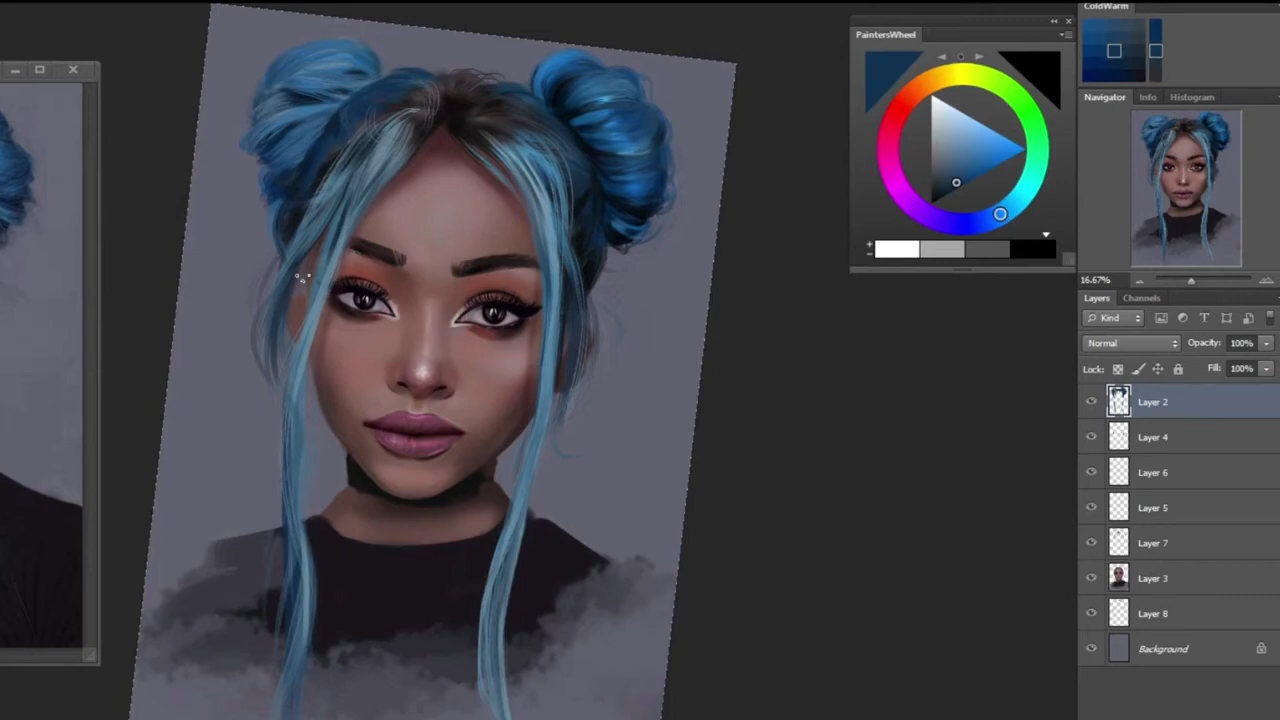 ColdWarm
PaintersWheel
Navigator Info Histogram
16.67%
Layers Channels
Kind
Normal Opacity: 100%
Lock: Fill: 100%
Layer 2
Layer 4
Layer 6
Layer 5
Layer 7
Layer 3
Layer 8
Background